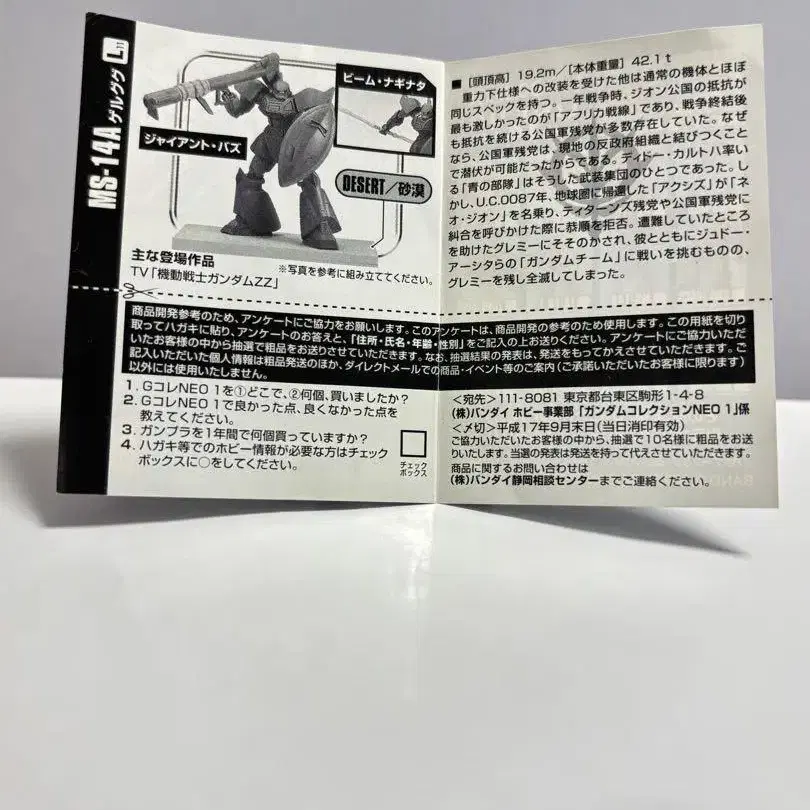 MS-14A ゲルググ L11
ビーム・ナギナタ
ジャイアント・バズ
DESERT/砂漠
主な登場作品
TV「機動戦士ガンダムZZ」
※写真を参考に組み立ててください。
■ [頭頂高] 19.2m/[本体重量] 42.1t
重力下仕様への改装を受けた他は通常の機体とほぼ
同じスペックを持つ。一年戦争時、ジオン公国の抵抗が
最も激しかったのが「アフリカ戦線」であり、戦争終結後
も抵抗を続ける公国軍残党が多数存在していた。なぜ
なら、公国軍残党は、現地の反政府組織と結びつくこと
で潜伏が可能だったからである。ディドー・カルトハ率い
る「青の部隊」はそうした武装集団のひとつであった。し
かし、U.C.0087年、地球圏に帰還した「アクシズ」が「ネ
オ・ジオン」を名乗り、ティターンズ残党や公国軍残党に
糾合を呼びかけた際に恭順を拒否。遭難していたところ
を助けたグレミーにそそのかされ、彼とともにジュドー・
アーシタらの「ガンダムチーム」に戦いを挑むものの、
グレミーを残し全滅してしまった。
商品開発参考のため、アンケートにご協力をお願いします。このアンケートは、商品開発の参考のため使用します。この用紙を切り
取ってハガキに貼り、アンケートのお答えと、「住所・氏名・年齢・性別」をご記入の上お送りください。アンケートにご協力いただ
いたお客様の中から抽選で粗品をお送りさせていただきます。なお、抽選結果の発表は、発送をもってかえさせていただきます。ご
記入いただいた個人情報は粗品発送のほか、ダイレクトメールでの商品・イベント等のご案内(ご承諾いただいたお客様に限ります)
以外には使用いたしません。
1. GコレNEO 1を①どこで、②何個、買いましたか?
2. GコレNEO 1で良かった点、良くなかった点を
教えてください。
3. ガンプラを1年間で何個買っていますか?
4. ハガキ等でのホビー情報が必要な方はチェック
ボックスに○をしてください。
チェック
ボックス
<宛先>111-8081 東京都台東区駒形1-4-8
(株)バンダイ ホビー事業部「ガンダムコレクションNEO 1」係
<〆切>平成17年9月末日(当日消印有効)
ご協力いただいたお客様の中から、抽選で10名様に粗品をお送
りいたします。当選の発表は発送を持って代えさせていただきます。
商品に関するお問い合わせは
(株)バンダイ静岡相談センターまでご連絡ください。